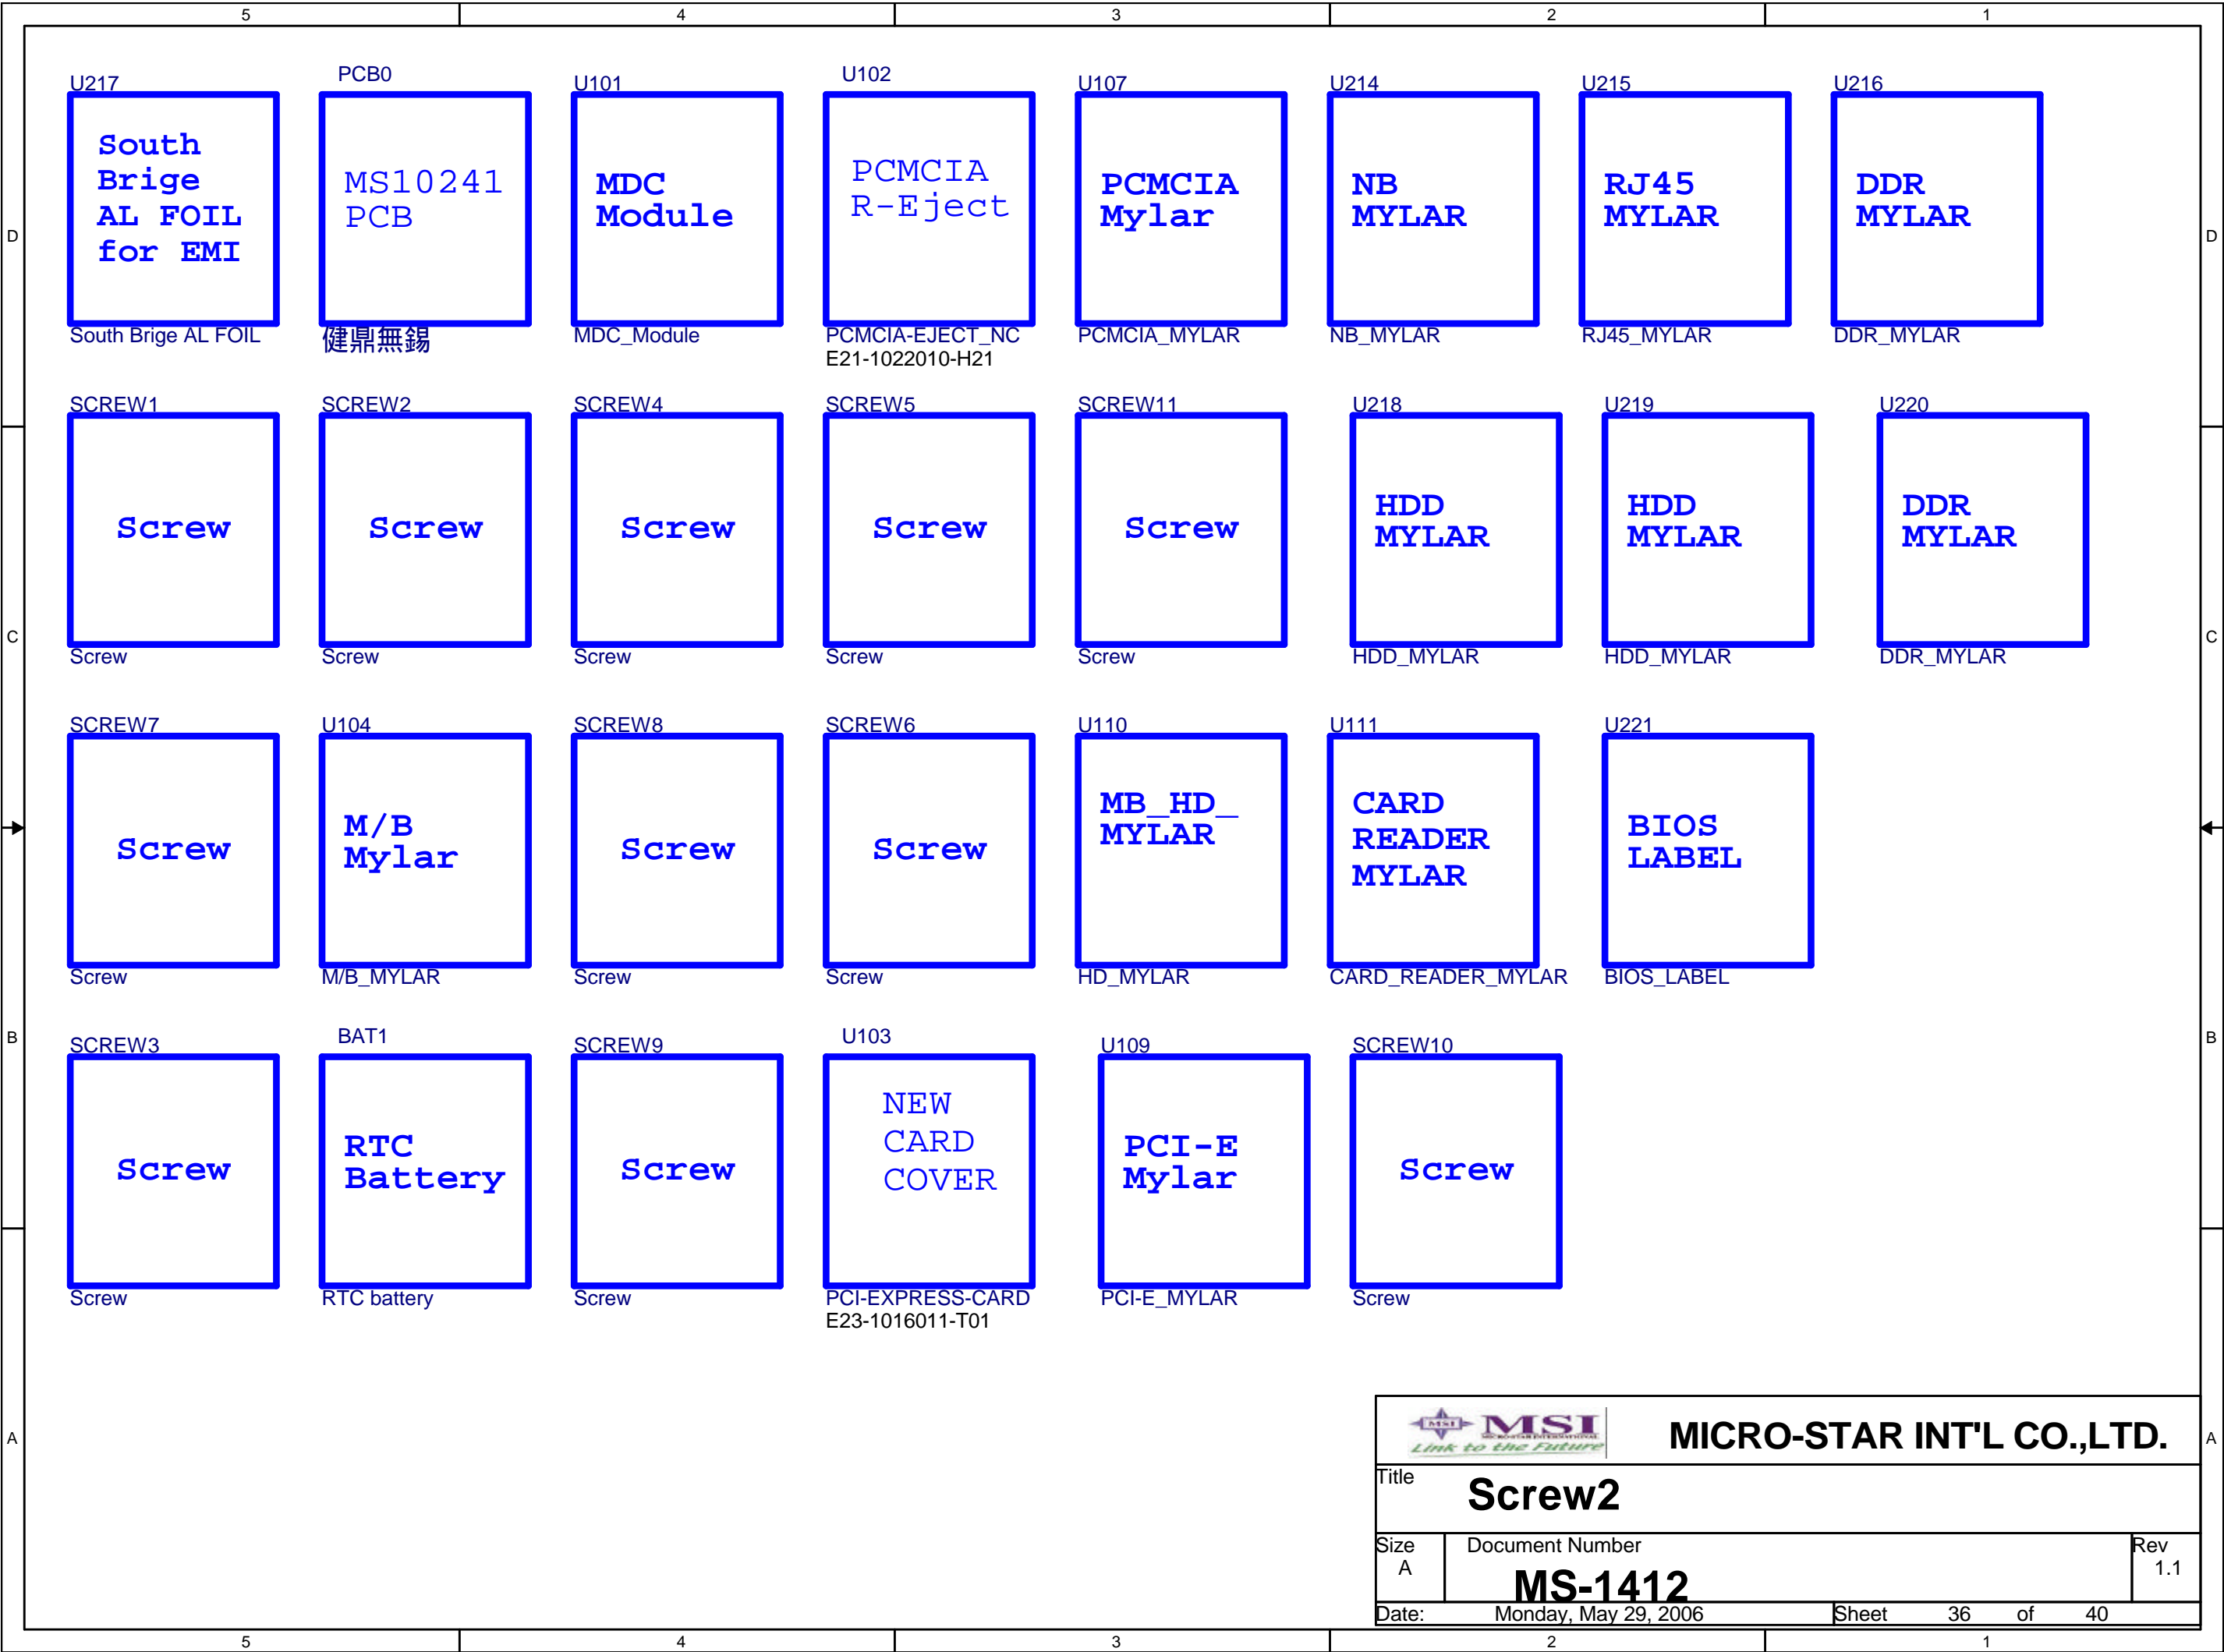 5 4 3 2 1
U217 PCB0 U101 U102 U107 U214 U215 U216
South
Brige
AL FOIL
for EMI
MS10241
PCB
MDC
Module
PCMCIA
R-Eject
PCMCIA
Mylar
NB
MYLAR
RJ45
MYLAR
DDR
MYLAR
D D
South Brige AL FOIL
健鼎無錫
MDC_Module
PCMCIA-EJECT_NC
E21-1022010-H21
PCMCIA_MYLAR
NB_MYLAR
RJ45_MYLAR
DDR_MYLAR
SCREW1 SCREW2 SCREW4 SCREW5 SCREW11 U218 U219 U220
Screw
Screw
Screw
Screw
Screw
HDD
MYLAR
HDD
MYLAR
DDR
MYLAR
C C
Screw Screw Screw Screw Screw HDD_MYLAR HDD_MYLAR DDR_MYLAR
SCREW7 U104 SCREW8 SCREW6 U110 U111 U221
Screw
M/B
Mylar
Screw
Screw
MB_HD_
MYLAR
CARD
READER
MYLAR
BIOS
LABEL
Screw M/B_MYLAR Screw Screw HD_MYLAR CARD_READER_MYLAR BIOS_LABEL
B B
SCREW3 BAT1 SCREW9 U103 U109 SCREW10
Screw
RTC
Battery
Screw
NEW
CARD
COVER
PCI-E
Mylar
Screw
Screw
RTC battery
Screw
PCI-EXPRESS-CARD
E23-1016011-T01
PCI-E_MYLAR
Screw
A A
MSI MSI
Link to the Future
MICRO-STAR INT'L CO.,LTD.
Title
Screw2
Size
A
Document Number
MS-1412
Rev
1.1
Date: Monday, May 29, 2006 Sheet 36 of 40
5 4 3 2 1